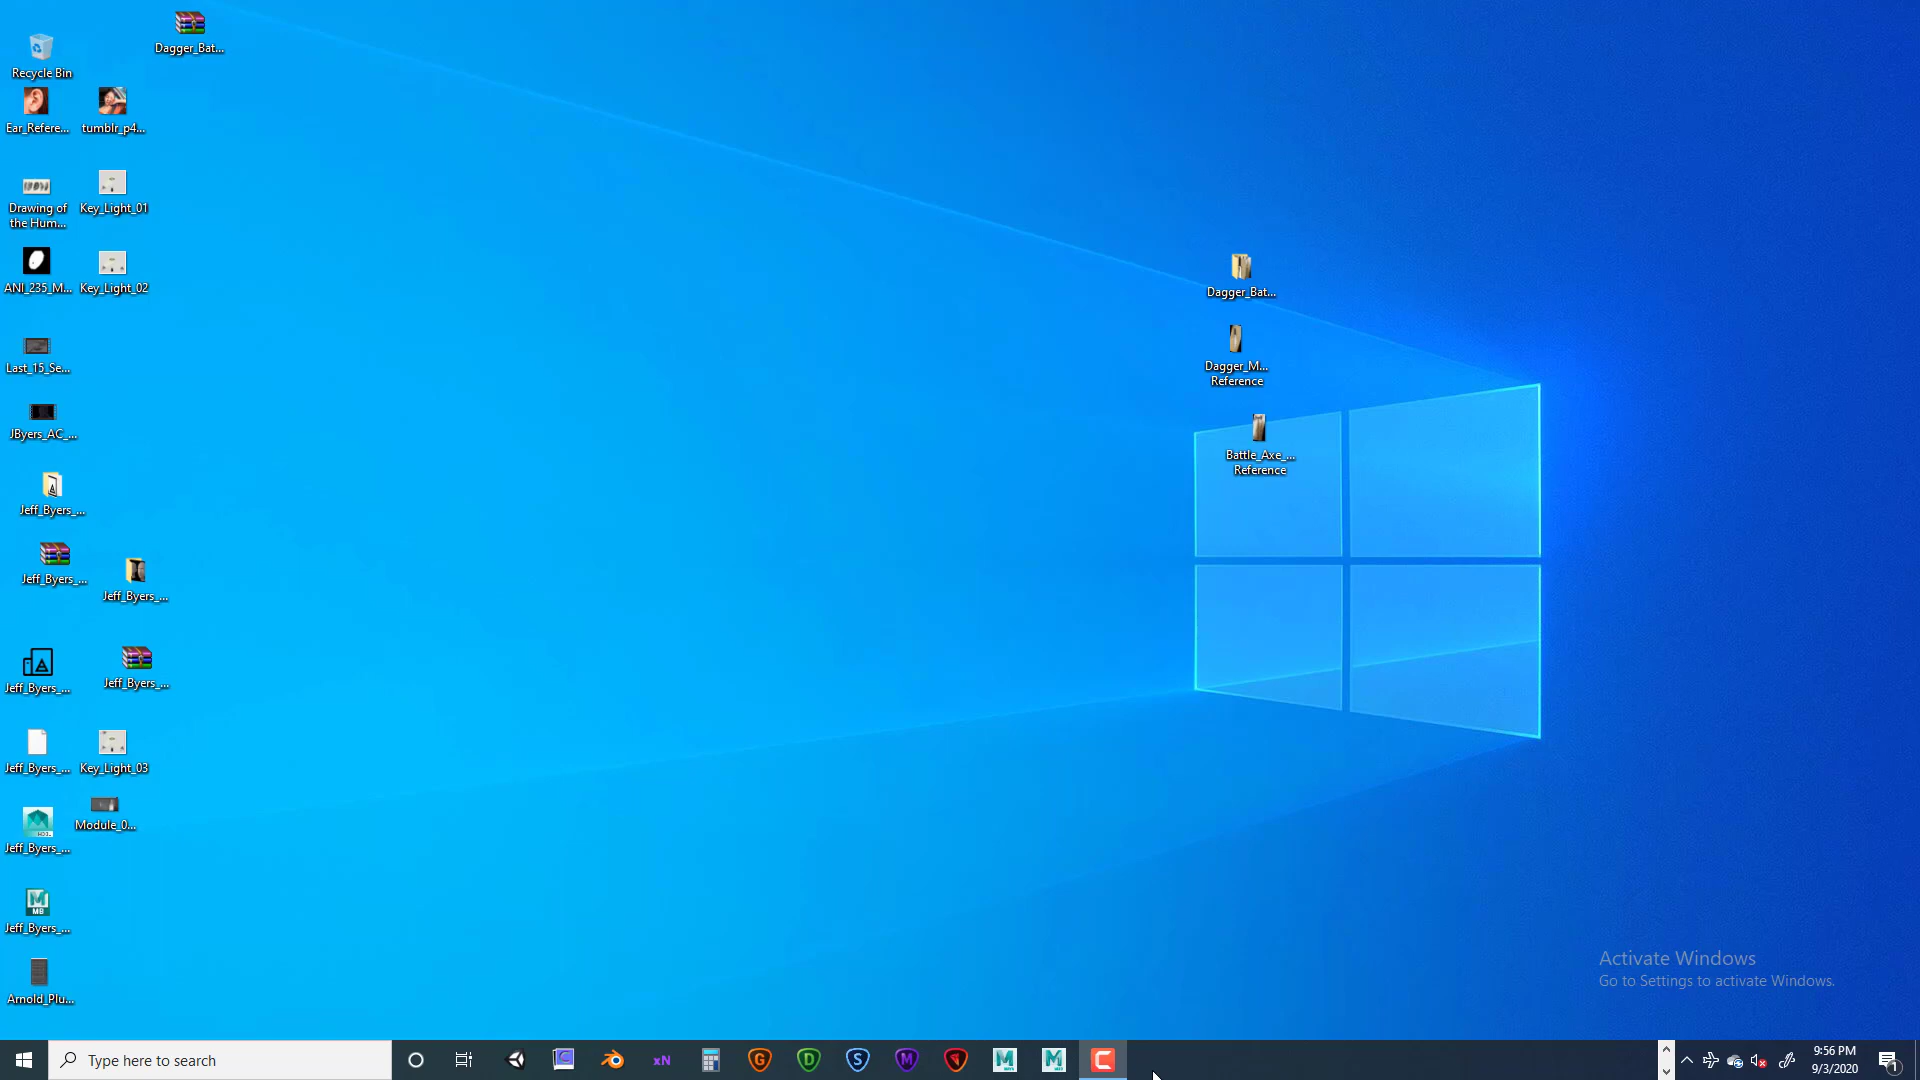 Recycle Bin
Dagger_Bat...
Ear_Refere...
tumblr_p4...
Drawing of
the Hum...
Key_Light_01
ANI_235_M...
Key_Light_02
Last_15_Se...
JByers_AC_...
Jeff_Byers_...
Jeff_Byers_...
Jeff_Byers_...
Jeff_Byers_...
Jeff_Byers_...
Jeff_Byers_...
Key_Light_03
Module_0...
Jeff_Byers_...
Jeff_Byers_...
Arnold_Plu...
Dagger_Bat...
Dagger_M...
Reference
Battle_Axe_...
Reference
Activate Windows
Go to Settings to activate Windows.
Type here to search
xN
9:56 PM
9/3/2020
1